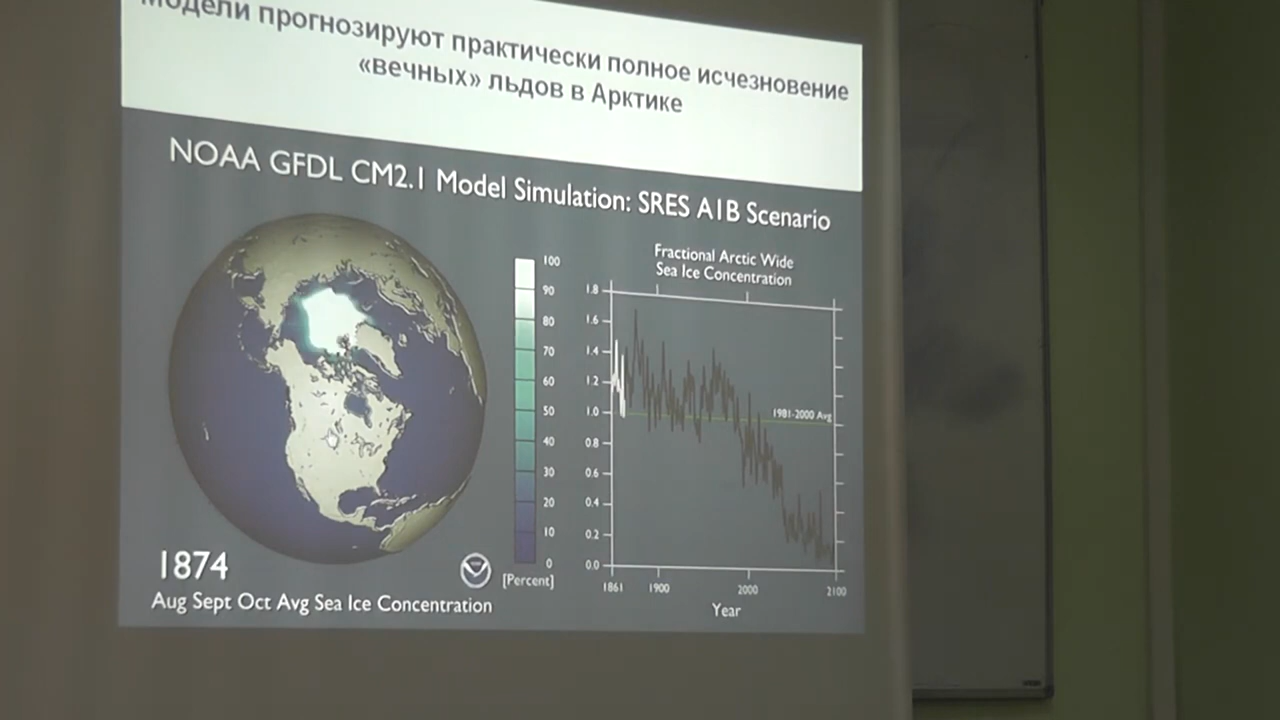 Модели прогнозируют практически полное исчезновение
«вечных» льдов в Арктике
NOAA GFDL CM2.1 Model Simulation: SRES A1B Scenario
100
90
80
70
60
50
40
30
20
10
0
[Percent]
Fractional Arctic Wide
Sea Ice Concentration
1.8
1.6
1.4
1.2
1.0
0.8
0.6
0.4
0.2
0.0
1981-2000 Avg
1861 1900 2000 2100
Year
1874
Aug Sept Oct Avg Sea Ice Concentration